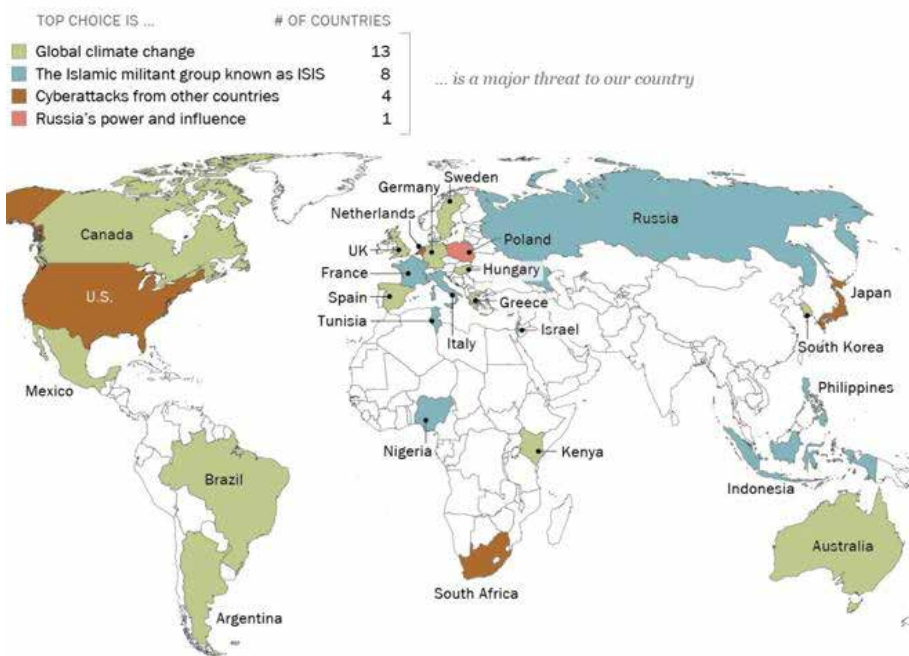 TOP CHOICE IS ... # OF COUNTRIES
Global climate change 13
The Islamic militant group known as ISIS 8
Cyberattacks from other countries 4
Russia's power and influence 1
... is a major threat to our country
Sweden
Germany
Netherlands
Russia
Canada
UK
Poland
France
Hungary
U.S.
Spain
Greece
Japan
Tunisia
Israel
Italy
South Korea
Mexico
Philippines
Nigeria
Kenya
Brazil
Indonesia
Australia
South Africa
Argentina